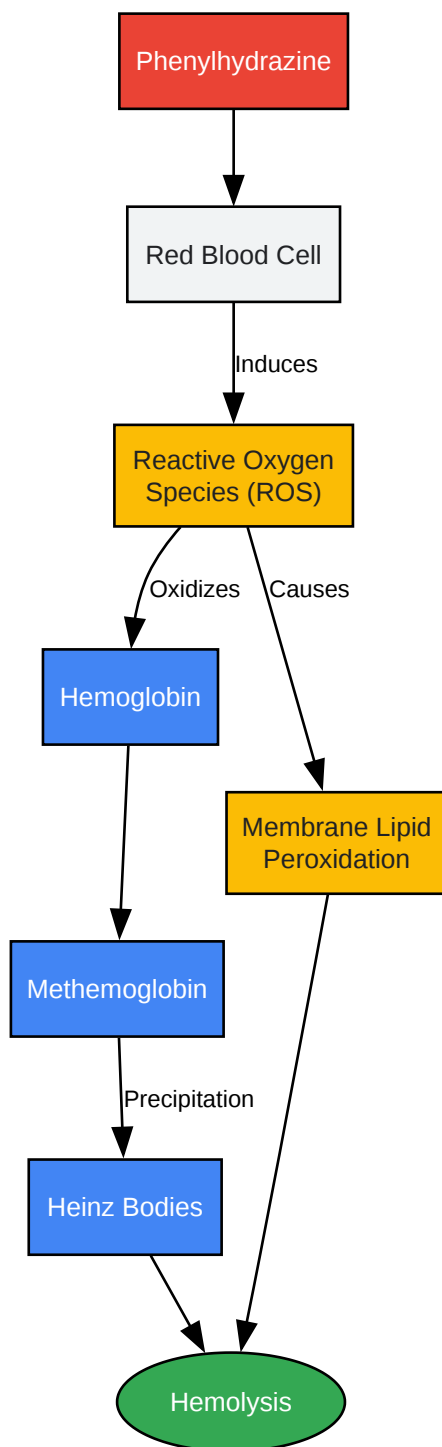 Phenylhydrazine
Red Blood Cell
Induces
Reactive Oxygen
Species (ROS)
Oxidizes
Causes
Hemoglobin
Membrane Lipid
Peroxidation
Methemoglobin
Precipitation
Heinz Bodies
Hemolysis